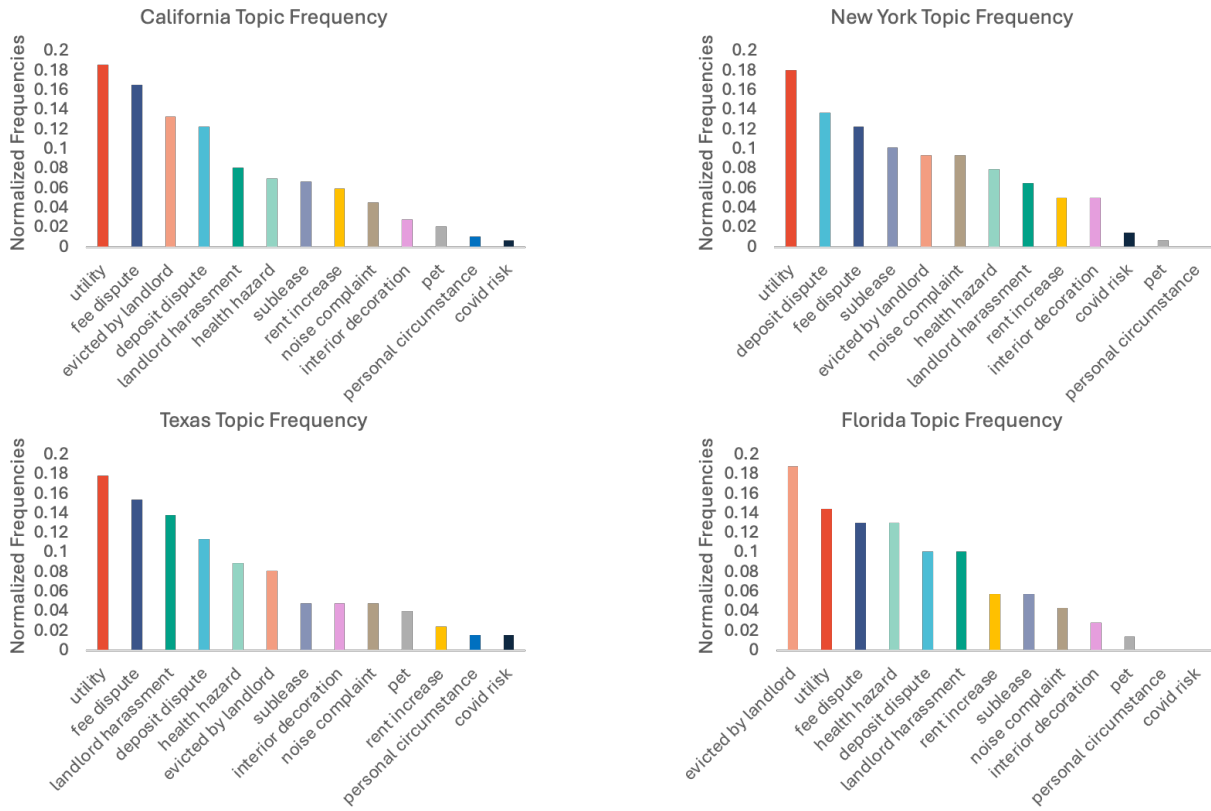 California Topic Frequency
Normalized Frequencies
0.2
0.18
0.16
0.14
0.12
0.1
0.08
0.06
0.04
0.02
0
utility
fee dispute
evicted by landlord
deposit dispute
landlord harassment
health hazard
sublease
rent increase
noise complaint
interior decoration
pet
personal circumstance
covid risk
New York Topic Frequency
Normalized Frequencies
0.2
0.18
0.16
0.14
0.12
0.1
0.08
0.06
0.04
0.02
0
utility
deposit dispute
fee dispute
sublease
evicted by landlord
noise complaint
health hazard
landlord harassment
rent increase
interior decoration
covid risk
pet
personal circumstance
Texas Topic Frequency
Normalized Frequencies
0.2
0.18
0.16
0.14
0.12
0.1
0.08
0.06
0.04
0.02
0
utility
fee dispute
landlord harassment
deposit dispute
health hazard
evicted by landlord
sublease
interior decoration
noise complaint
pet
rent increase
personal circumstance
covid risk
Florida Topic Frequency
Normalized Frequencies
0.2
0.18
0.16
0.14
0.12
0.1
0.08
0.06
0.04
0.02
0
evicted by landlord
utility
fee dispute
health hazard
deposit dispute
landlord harassment
rent increase
sublease
noise complaint
interior decoration
pet
personal circumstance
covid risk